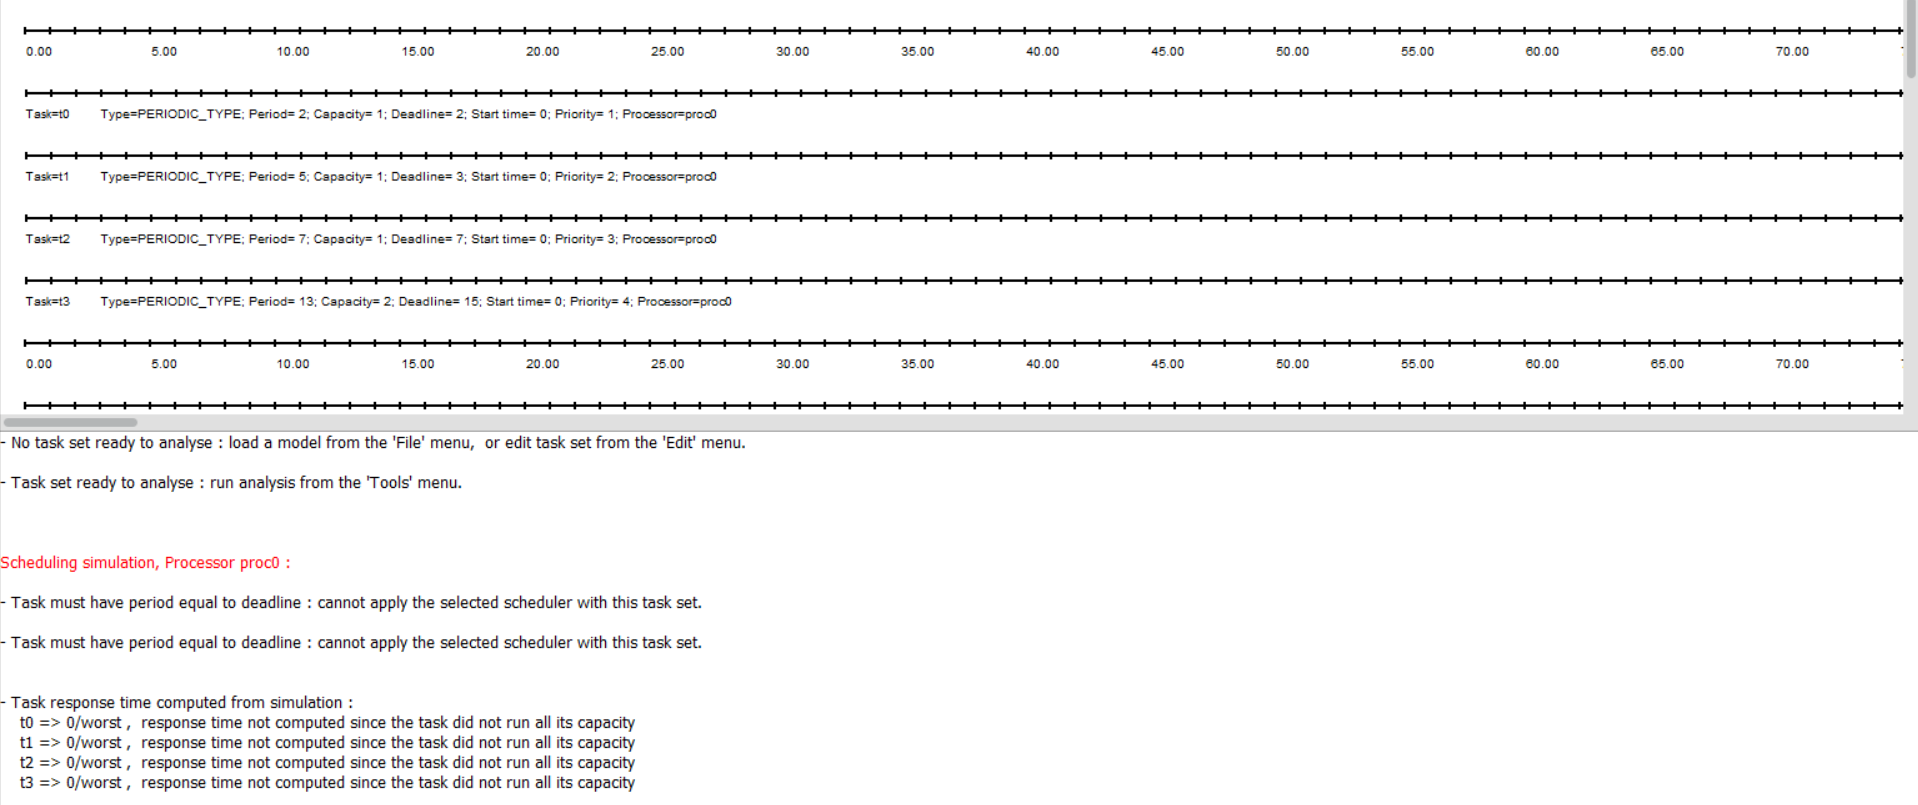 0.00 5.00 10.00 15.00 20.00 25.00 30.00 35.00 40.00 45.00 50.00 55.00 60.00 65.00 70.00
Task=t0 Type=PERIODIC_TYPE; Period= 2; Capacity= 1; Deadline= 2; Start time= 0; Priority= 1; Processor=proc0
Task=t1 Type=PERIODIC_TYPE; Period= 5; Capacity= 1; Deadline= 3; Start time= 0; Priority= 2; Processor=proc0
Task=t2 Type=PERIODIC_TYPE; Period= 7; Capacity= 1; Deadline= 7; Start time= 0; Priority= 3; Processor=proc0
Task=t3 Type=PERIODIC_TYPE; Period= 13; Capacity= 2; Deadline= 15; Start time= 0; Priority= 4; Processor=proc0
0.00 5.00 10.00 15.00 20.00 25.00 30.00 35.00 40.00 45.00 50.00 55.00 60.00 65.00 70.00
- No task set ready to analyse : load a model from the 'File' menu, or edit task set from the 'Edit' menu.
- Task set ready to analyse : run analysis from the 'Tools' menu.
Scheduling simulation, Processor proc0 :
- Task must have period equal to deadline : cannot apply the selected scheduler with this task set.
- Task must have period equal to deadline : cannot apply the selected scheduler with this task set.
- Task response time computed from simulation :
t0 => 0/worst , response time not computed since the task did not run all its capacity
t1 => 0/worst , response time not computed since the task did not run all its capacity
t2 => 0/worst , response time not computed since the task did not run all its capacity
t3 => 0/worst , response time not computed since the task did not run all its capacity